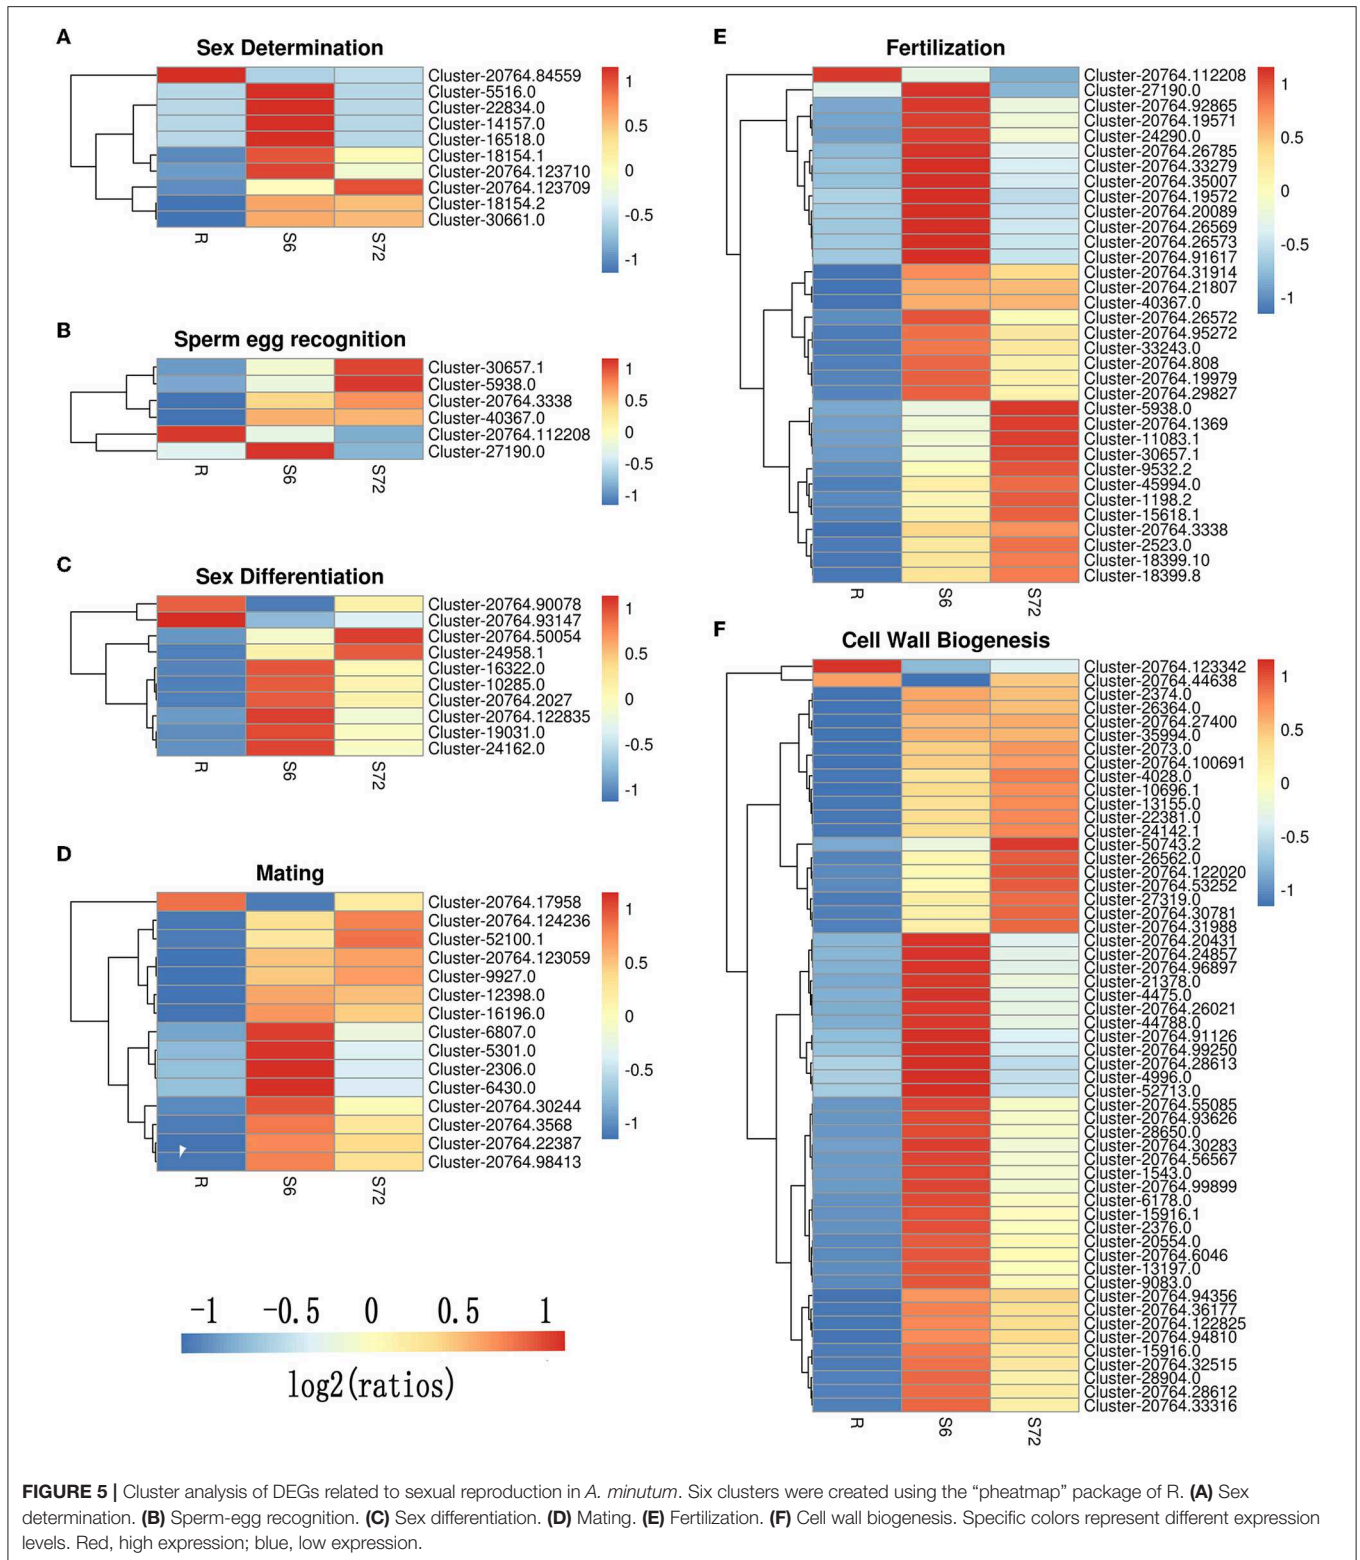 A
Sex Determination
Cluster-20764.84559
Cluster-5516.0
Cluster-22834.0
Cluster-14157.0
Cluster-16518.0
Cluster-18154.1
Cluster-20764.123710
Cluster-20764.123709
Cluster-18154.2
Cluster-30661.0
R
S6
S72
1
0.5
0
-0.5
-1
B
Sperm egg recognition
Cluster-30657.1
Cluster-5938.0
Cluster-20764.3338
Cluster-40367.0
Cluster-20764.112208
Cluster-27190.0
R
S6
S72
1
0.5
0
-0.5
-1
C
Sex Differentiation
Cluster-20764.90078
Cluster-20764.93147
Cluster-20764.50054
Cluster-24958.1
Cluster-16322.0
Cluster-10285.0
Cluster-20764.2027
Cluster-20764.122835
Cluster-19031.0
Cluster-24162.0
R
S6
S72
1
0.5
0
-0.5
-1
D
Mating
Cluster-20764.17958
Cluster-20764.124236
Cluster-52100.1
Cluster-20764.123059
Cluster-9927.0
Cluster-12398.0
Cluster-16196.0
Cluster-6807.0
Cluster-5301.0
Cluster-2306.0
Cluster-6430.0
Cluster-20764.30244
Cluster-20764.3568
Cluster-20764.22387
Cluster-20764.98413
R
S6
S72
1
0.5
0
-0.5
-1
-1 -0.5 0 0.5 1
log2(ratios)
E
Fertilization
Cluster-20764.112208
Cluster-27190.0
Cluster-20764.92865
Cluster-20764.19571
Cluster-24290.0
Cluster-20764.26785
Cluster-20764.33279
Cluster-20764.35007
Cluster-20764.19572
Cluster-20764.20089
Cluster-20764.26569
Cluster-20764.26573
Cluster-20764.91617
Cluster-20764.31914
Cluster-20764.21807
Cluster-40367.0
Cluster-20764.26572
Cluster-20764.95272
Cluster-33243.0
Cluster-20764.808
Cluster-20764.19979
Cluster-20764.29827
Cluster-5938.0
Cluster-20764.1369
Cluster-11083.1
Cluster-30657.1
Cluster-9532.2
Cluster-45994.0
Cluster-1198.2
Cluster-15618.1
Cluster-20764.3338
Cluster-2523.0
Cluster-18399.10
Cluster-18399.8
R
S6
S72
1
0.5
0
-0.5
-1
F
Cell Wall Biogenesis
Cluster-20764.123342
Cluster-20764.44638
Cluster-2374.0
Cluster-26364.0
Cluster-20764.27400
Cluster-35994.0
Cluster-2073.0
Cluster-20764.100691
Cluster-4028.0
Cluster-10696.1
Cluster-13155.0
Cluster-22381.0
Cluster-24142.1
Cluster-50743.2
Cluster-26562.0
Cluster-20764.122020
Cluster-20764.53252
Cluster-27319.0
Cluster-20764.30781
Cluster-20764.31988
Cluster-20764.20431
Cluster-20764.24857
Cluster-20764.96897
Cluster-21378.0
Cluster-4475.0
Cluster-20764.26021
Cluster-44788.0
Cluster-20764.91126
Cluster-20764.99250
Cluster-20764.28613
Cluster-4996.0
Cluster-52713.0
Cluster-20764.55085
Cluster-20764.93626
Cluster-28650.0
Cluster-20764.30283
Cluster-20764.56567
Cluster-1543.0
Cluster-20764.99899
Cluster-6178.0
Cluster-15916.1
Cluster-2376.0
Cluster-20554.0
Cluster-20764.6046
Cluster-13197.0
Cluster-9083.0
Cluster-20764.94356
Cluster-20764.36177
Cluster-20764.122825
Cluster-20764.94810
Cluster-15916.0
Cluster-20764.32515
Cluster-28904.0
Cluster-20764.28612
Cluster-20764.33316
R
S6
S72
1
0.5
0
-0.5
-1
FIGURE 5 | Cluster analysis of DEGs related to sexual reproduction in A. minutum. Six clusters were created using the “pheatmap” package of R. (A) Sex
determination. (B) Sperm-egg recognition. (C) Sex differentiation. (D) Mating. (E) Fertilization. (F) Cell wall biogenesis. Specific colors represent different expression
levels. Red, high expression; blue, low expression.